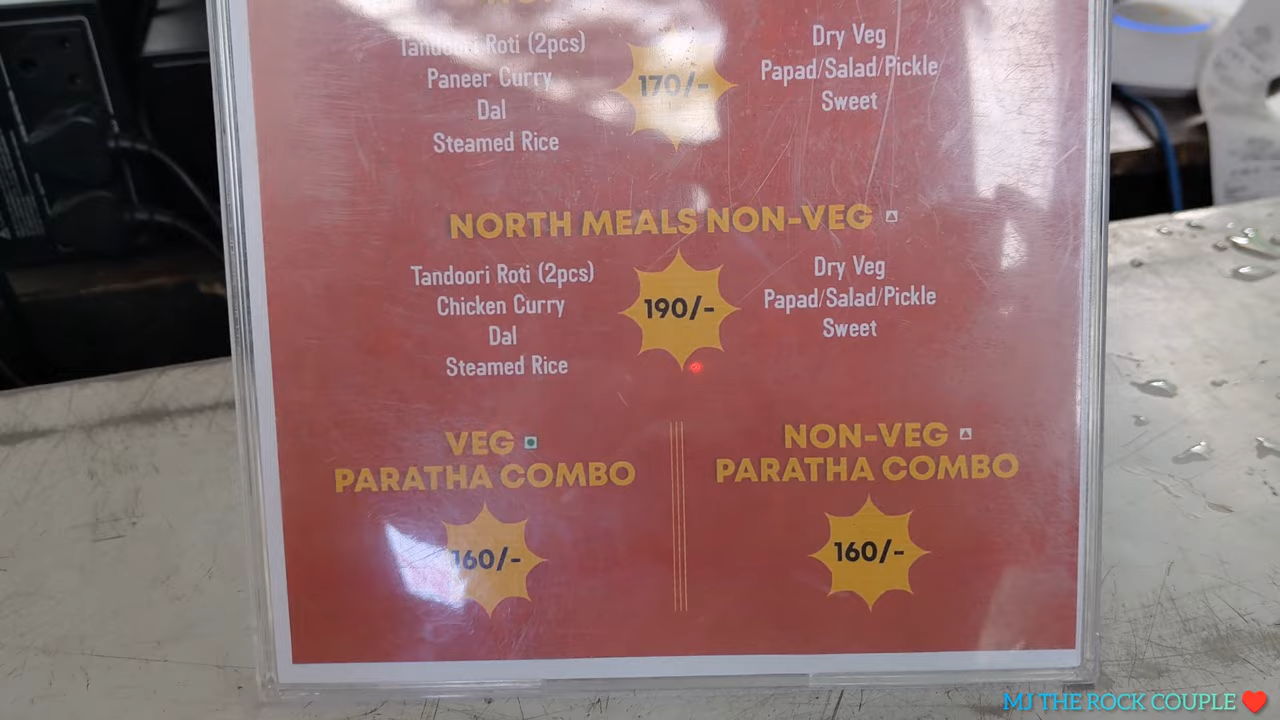 Tandoori Roti (2pcs)
Paneer Curry
Dal
Steamed Rice
170/-
Dry Veg
Papad/Salad/Pickle
Sweet
NORTH MEALS NON-VEG
Tandoori Roti (2pcs)
Chicken Curry
Dal
Steamed Rice
190/-
Dry Veg
Papad/Salad/Pickle
Sweet
VEG
PARATHA COMBO
160/-
NON-VEG
PARATHA COMBO
160/-
MJ THE ROCK COUPLE